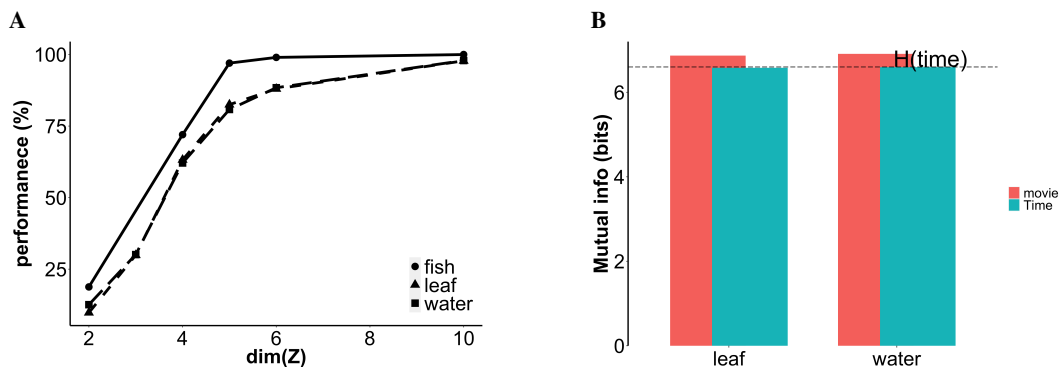 A
performanece (%)
100
75
50
25
fish
leaf
water
2
4
6
8
10
dim(Z)
B
Mutual info (bits)
6
4
2
0
H(time)
leaf
water
movie
Time